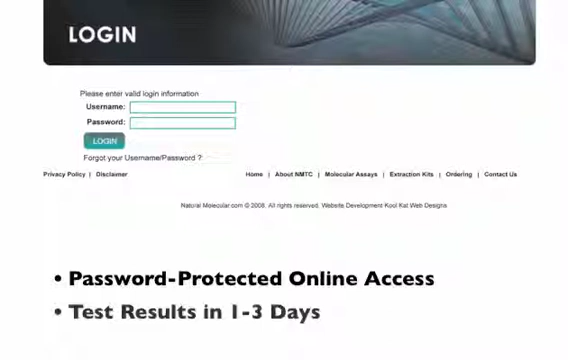 LOGIN
Please enter valid login information
Username:
Password:
LOGIN
Forgot your Username/Password ?
Privacy Policy | Disclaimer
Home | About NMTC | Molecular Assays | Extraction Kits | Ordering | Contact Us
Natural Molecular.com © 2008. All rights reserved. Website Development Kool Kat Web Designs
• Password-Protected Online Access
• Test Results in 1-3 Days